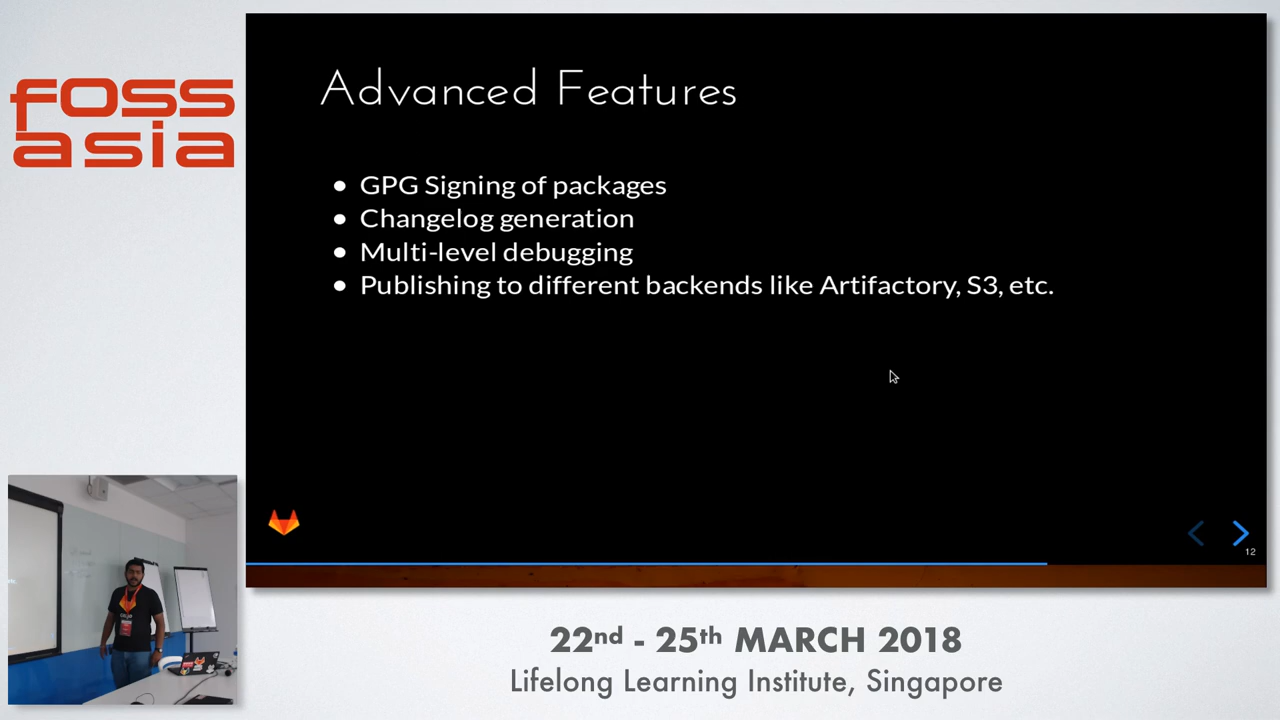 foss
asia
Advanced Features
• GPG Signing of packages
• Changelog generation
• Multi-level debugging
• Publishing to different backends like Artifactory, S3, etc.
12
22nd - 25th MARCH 2018
Lifelong Learning Institute, Singapore